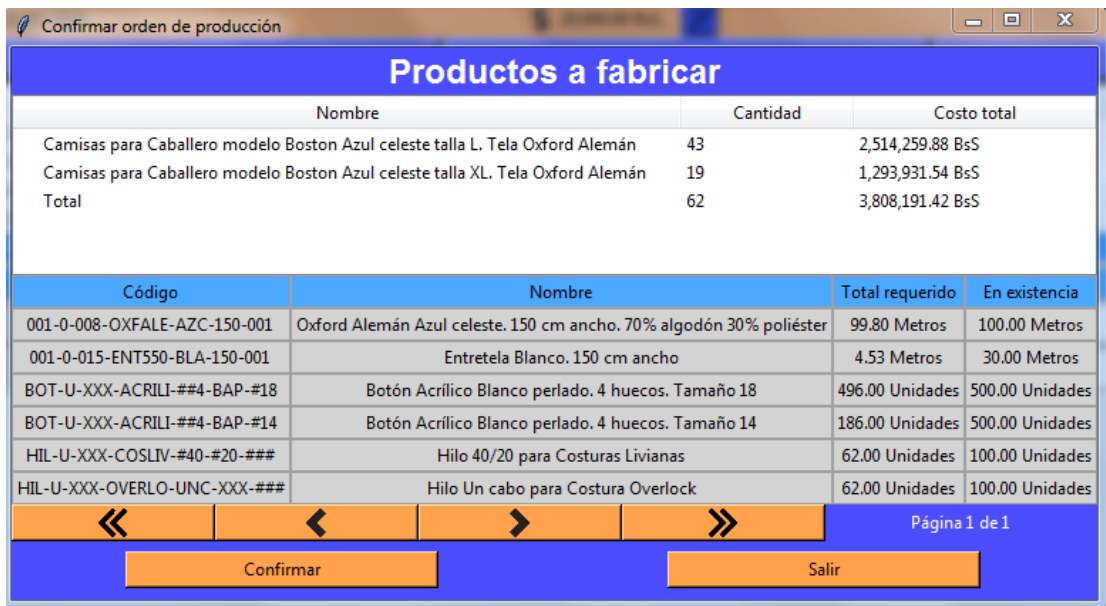 Confirmar orden de producción
Productos a fabricar
Nombre Cantidad Costo total
Camisas para Caballero modelo Boston Azul celeste talla L. Tela Oxford Alemán 43 2,514,259.88 BsS
Camisas para Caballero modelo Boston Azul celeste talla XL. Tela Oxford Alemán 19 1,293,931.54 BsS
Total 62 3,808,191.42 BsS
Código Nombre Total requerido En existencia
001-0-008-OXFALE-AZC-150-001 Oxford Alemán Azul celeste. 150 cm ancho. 70% algodón 30% poliéster 99.80 Metros 100.00 Metros
001-0-015-ENT550-BLA-150-001 Entretela Blanco. 150 cm ancho 4.53 Metros 30.00 Metros
BOT-U-XXX-ACRILI-##4-BAP-#18 Botón Acrílico Blanco perlado. 4 huecos. Tamaño 18 496.00 Unidades 500.00 Unidades
BOT-U-XXX-ACRILI-##4-BAP-#14 Botón Acrílico Blanco perlado. 4 huecos. Tamaño 14 186.00 Unidades 500.00 Unidades
HIL-U-XXX-COSLIV-#40-#20-### Hilo 40/20 para Costuras Livianas 62.00 Unidades 100.00 Unidades
HIL-U-XXX-OVERLO-UNC-XXX-### Hilo Un cabo para Costura Overlock 62.00 Unidades 100.00 Unidades
Página 1 de 1
Confirmar Salir